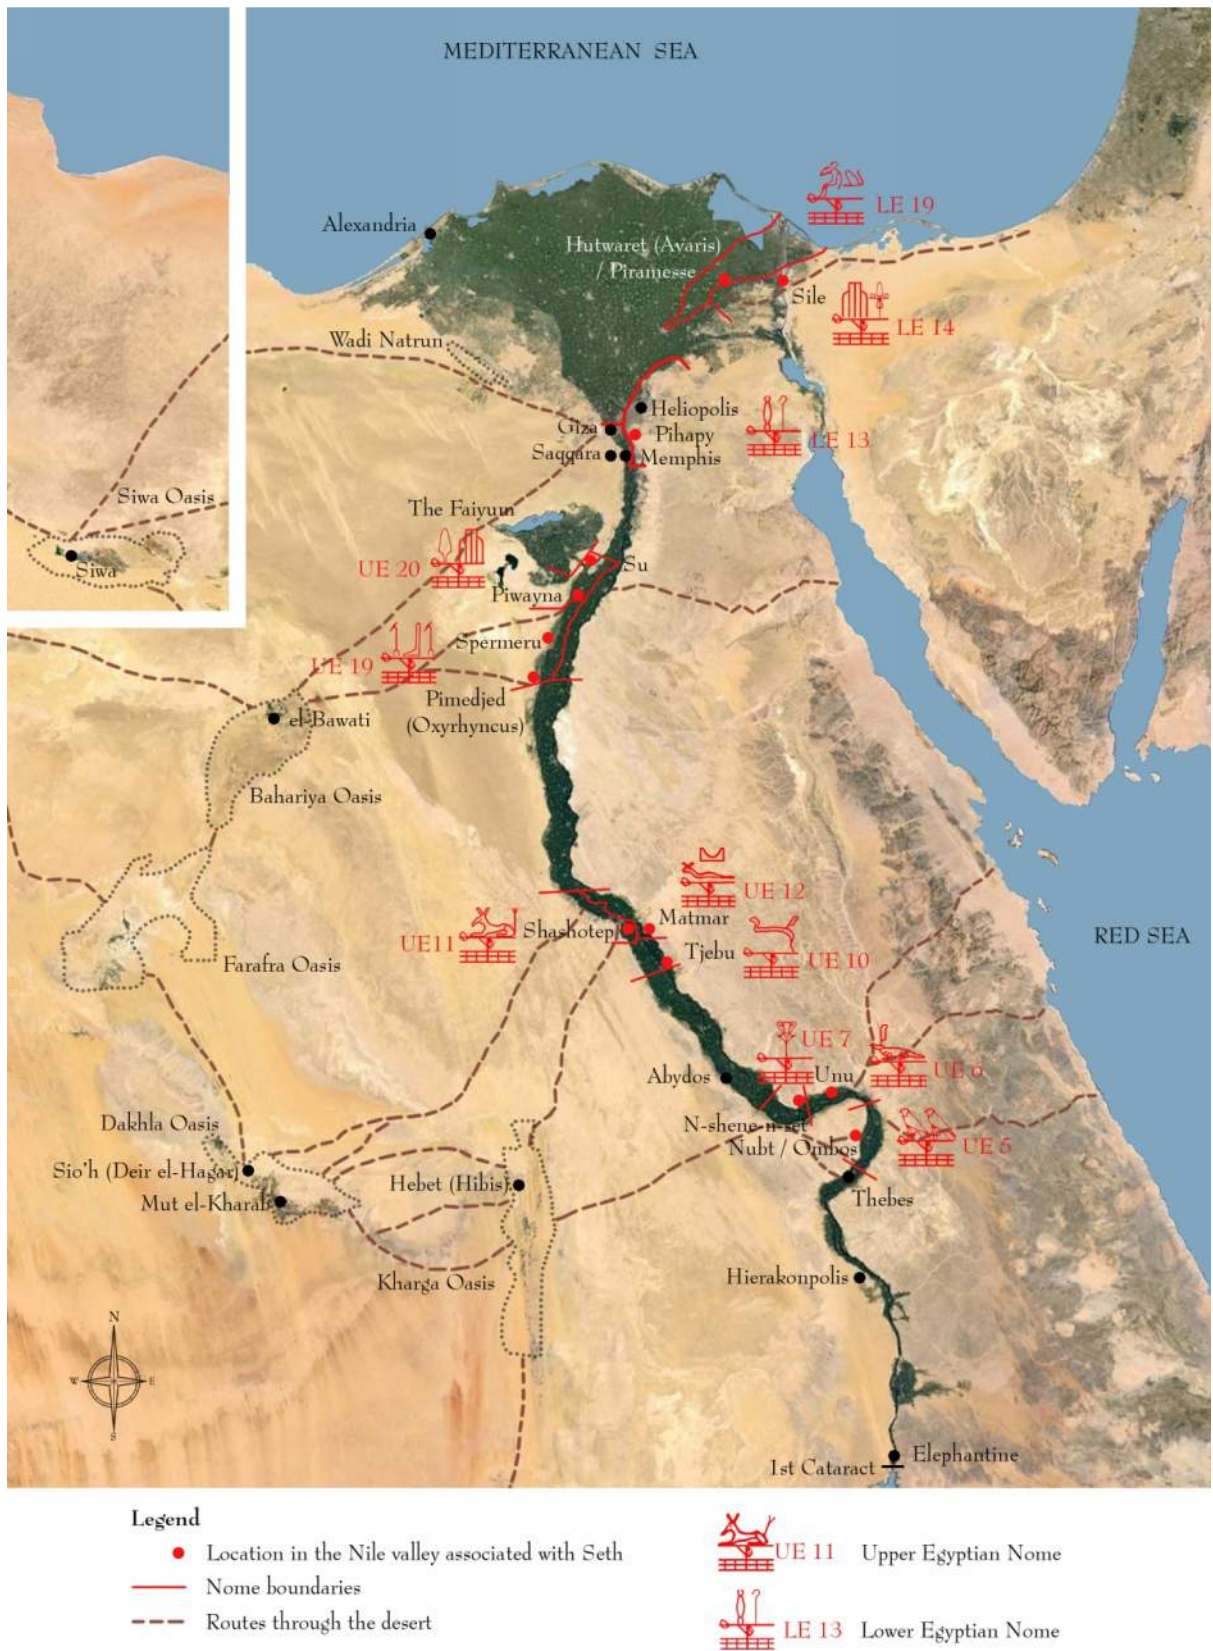 MEDITERRANEAN SEA
LE 19
Alexandria
Hutwaret (Avaris)
/ Piramesse
Sile
LE 14
Wadi Natrun
Heliopolis
Giza
Pihapy
LE 13
Saqqara
Memphis
Siwa Oasis
The Faiyum
Siwa
UE 20
Su
Piwayna
Spermeru
UE 19
Pimedjed
(Oxyrhyncus)
el-Bawati
Bahariya Oasis
UE 12
Matmar
Shashotep
UE11
Tjebu
UE 10
RED SEA
Farafra Oasis
UE 7
Abydos
Unu
UE 6
N-shene-n-set
Dakhla Oasis
Nubt / Ombos
UE 5
Sio'h (Deir el-Hagar)
Hebet (Hibis)
Mut el-Kharab
Thebes
Kharga Oasis
Hierakonpolis
N
W
E
S
Elephantine
1st Cataract
Legend
Location in the Nile valley associated with Seth
Nome boundaries
Routes through the desert
UE 11 Upper Egyptian Nome
LE 13 Lower Egyptian Nome